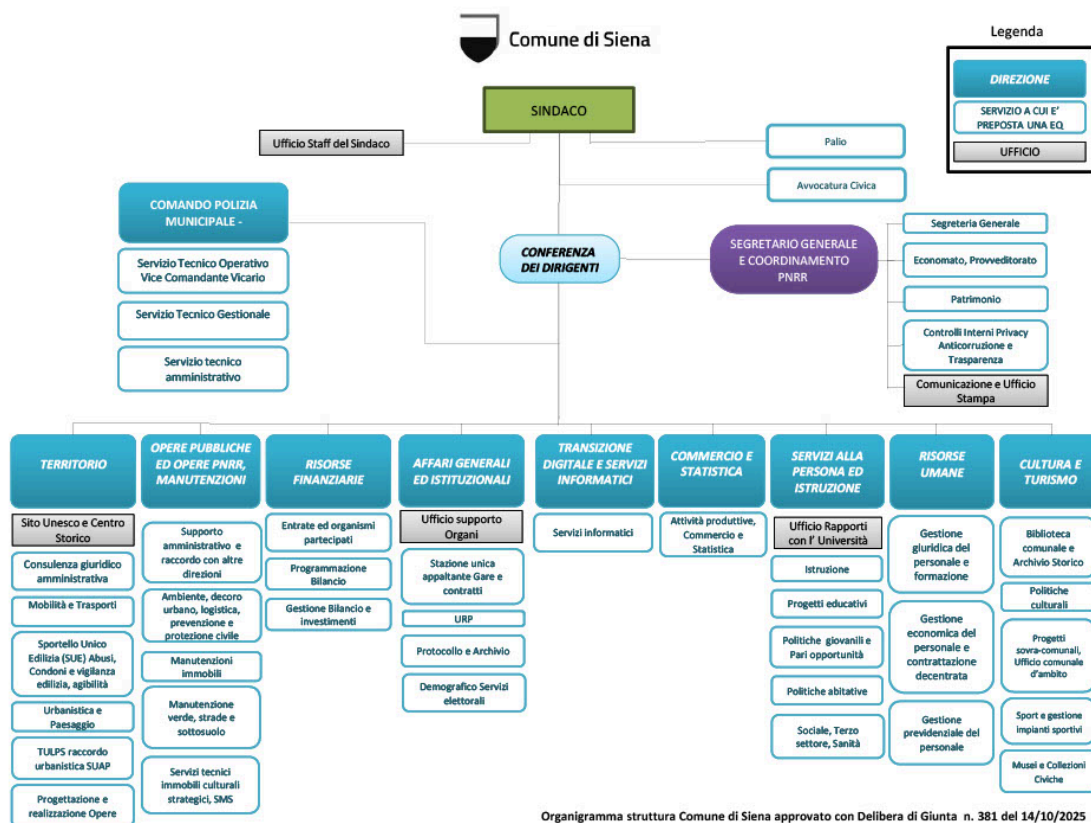 Comune di Siena
Legenda
DIREZIONE
SERVIZIO A CUI E'
PREPOSTA UNA EQ
UFFICIO
SINDACO
Ufficio Staff del Sindaco
Palio
Avvocatura Civica
COMANDO POLIZIA
MUNICIPALE -
Servizio Tecnico Operativo
Vice Comandante Vicario
Servizio Tecnico Gestionale
Servizio tecnico
amministrativo
CONFERENZA
DEI DIRIGENTI
SEGRETARIO GENERALE
E COORDINAMENTO
PNRR
Segreteria Generale
Economato, Provveditorato
Patrimonio
Controlli Interni Privacy
Anticorruzione e
Trasparenza
Comunicazione e Ufficio
Stampa
TERRITORIO
Sito Unesco e Centro
Storico
Consulenza giuridico
amministrativa
Mobilità e Trasporti
Sportello Unico
Edilizia (SUE) Abusi,
Condoni e vigilanza
edilizia, agibilità
Urbanistica e
Paesaggio
TULPS raccordo
urbanistica SUAP
Progettazione e
realizzazione Opere
OPERE PUBBLICHE
ED OPERE PNRR,
MANUTENZIONI
Supporto
amministrativo e
raccordo con altre
direzioni
Ambiente, decoro
urbano, logistica,
prevenzione e
protezione civile
Manutenzioni
immobili
Manutenzione
verde, strade e
sottosuolo
Servizi tecnici
immobili culturali
strategici, SMS
RISORSE
FINANZIARIE
Entrate ed organismi
partecipati
Programmazione
Bilancio
Gestione Bilancio e
investimenti
AFFARI GENERALI
ED ISTITUZIONALI
Ufficio supporto
Organi
Stazione unica
appaltante Gare e
contratti
URP
Protocollo e Archivio
Demografico Servizi
elettorali
TRANSIZIONE
DIGITALE E SERVIZI
INFORMATICI
Servizi informatici
COMMERCIO E
STATISTICA
Attività produttive,
Commercio e
Statistica
SERVIZI ALLA
PERSONA ED
ISTRUZIONE
Ufficio Rapporti
con l' Università
Istruzione
Progetti educativi
Politiche giovanili e
Pari opportunità
Politiche abitative
Sociale, Terzo
settore, Sanità
RISORSE
UMANE
Gestione
giuridica del
personale e
formazione
Gestione
economica del
personale e
contrattazione
decentrata
Gestione
previdenziale del
personale
CULTURA E
TURISMO
Biblioteca
comunale e
Archivio Storico
Politiche
culturali
Progetti
sovra-comunali,
Ufficio comunale
d'ambito
Sport e gestione
impianti sportivi
Musei e Collezioni
Civiche
Organigramma struttura Comune di Siena approvato con Delibera di Giunta n. 381 del 14/10/2025